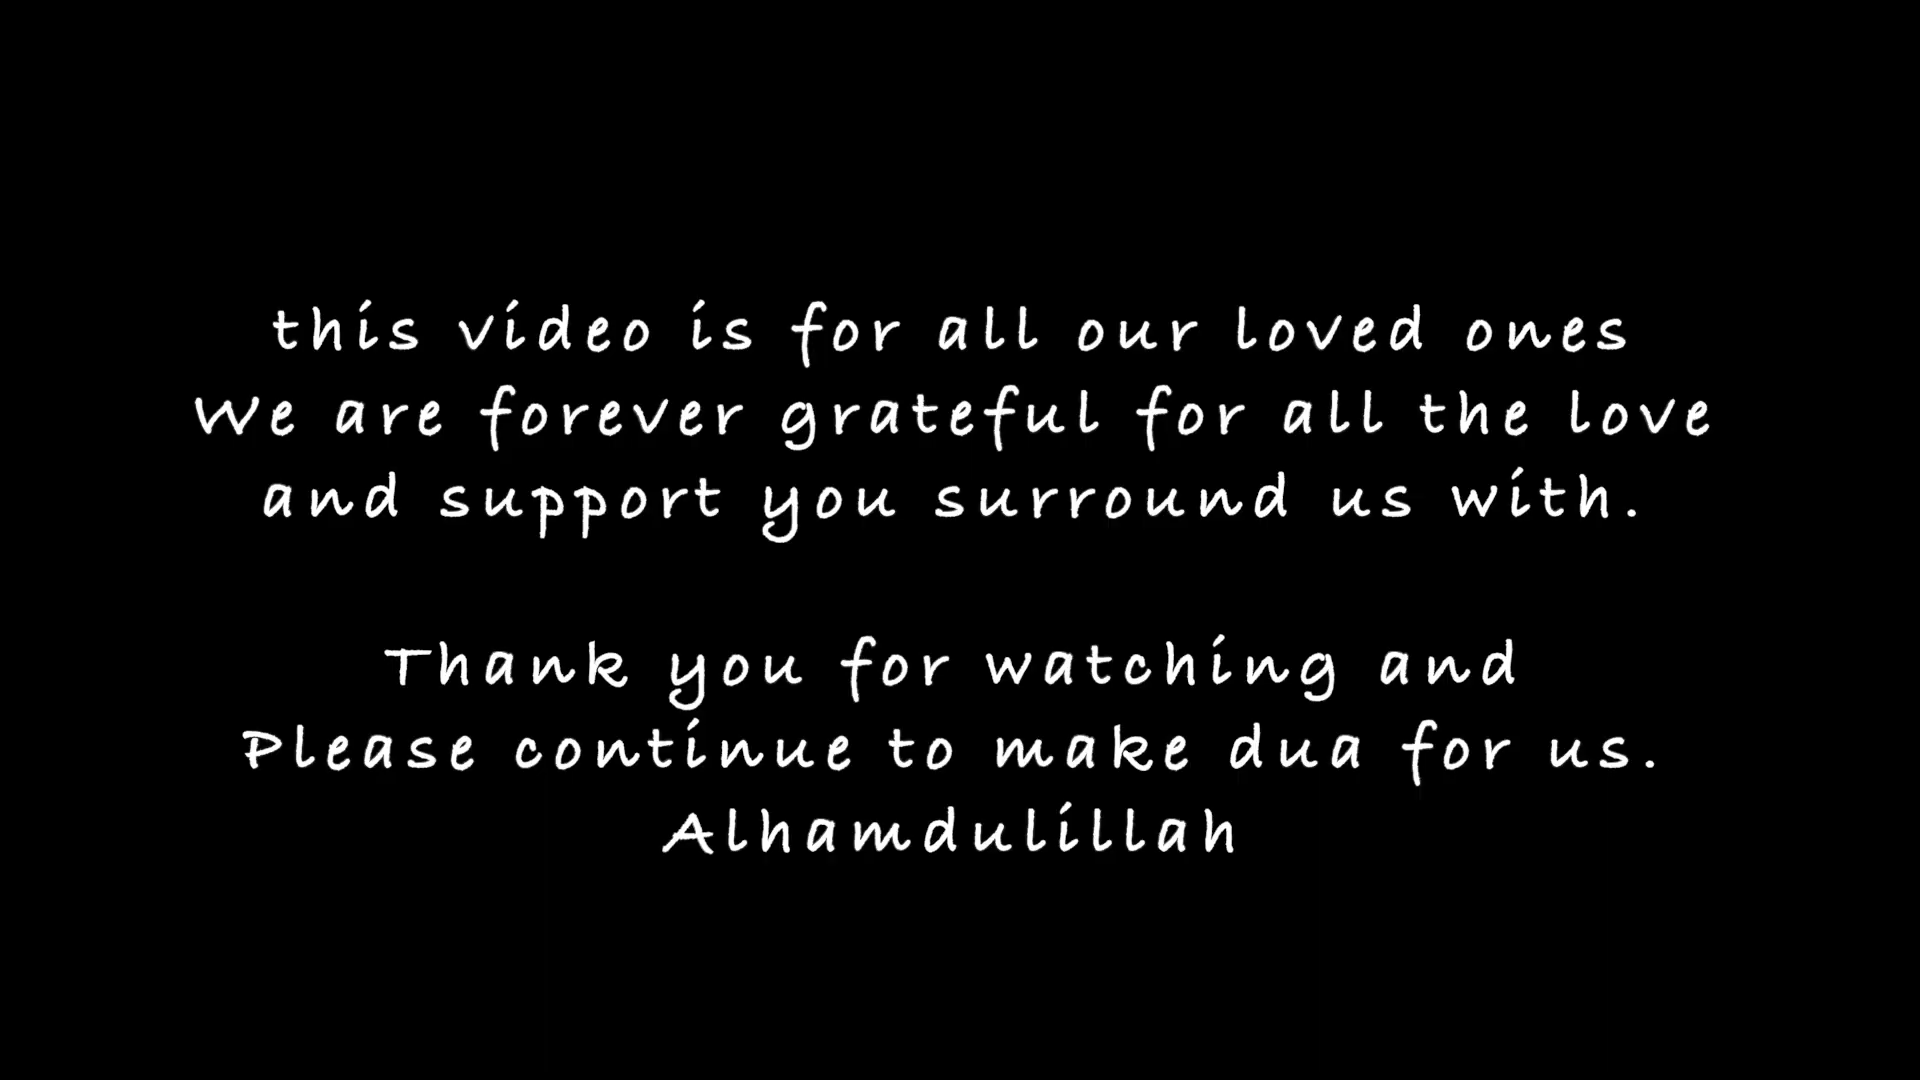 this video is for all our loved ones
We are forever grateful for all the love
and support you surround us with.
Thank you for watching and
Please continue to make dua for us.
Alhamdulillah